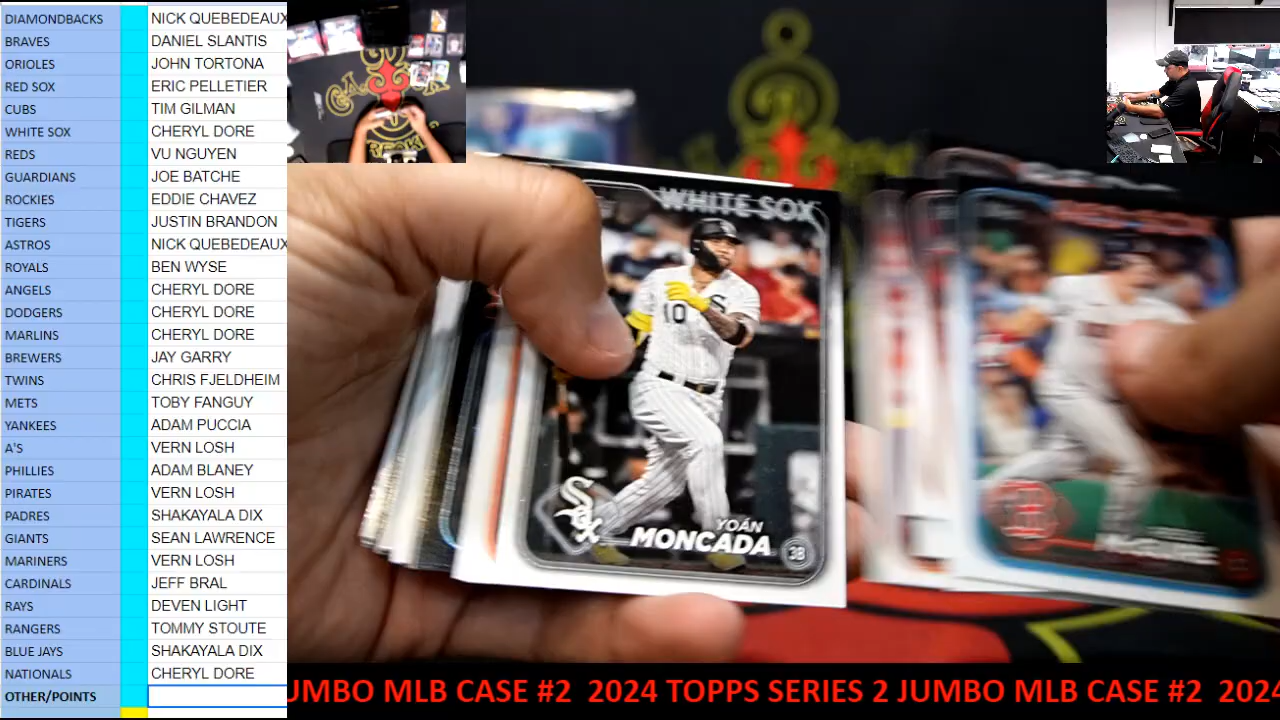 DIAMONDBACKS NICK QUEBEDEAUX
BRAVES DANIEL SLANTIS
ORIOLES JOHN TORTONA
RED SOX ERIC PELLETIER
CUBS TIM GILMAN
WHITE SOX CHERYL DORE
REDS VU NGUYEN
GUARDIANS JOE BATCHE
ROCKIES EDDIE CHAVEZ
TIGERS JUSTIN BRANDON
ASTROS NICK QUEBEDEAUX
ROYALS BEN WYSE
ANGELS CHERYL DORE
DODGERS CHERYL DORE
MARLINS CHERYL DORE
BREWERS JAY GARRY
TWINS CHRIS FJELDHEIM
METS TOBY FANGUY
YANKEES ADAM PUCCIA
A'S VERN LOSH
PHILLIES ADAM BLANEY
PIRATES VERN LOSH
PADRES SHAKAYALA DIX
GIANTS SEAN LAWRENCE
MARINERS VERN LOSH
CARDINALS JEFF BRAL
RAYS DEVEN LIGHT
RANGERS TOMMY STOUTE
BLUE JAYS SHAKAYALA DIX
NATIONALS CHERYL DORE
OTHER/POINTS
WHITE SOX
10
Sox
YOÁN
MONCADA
3B
JUMBO MLB CASE #2 2024 TOPPS SERIES 2 JUMBO MLB CASE #2 2024